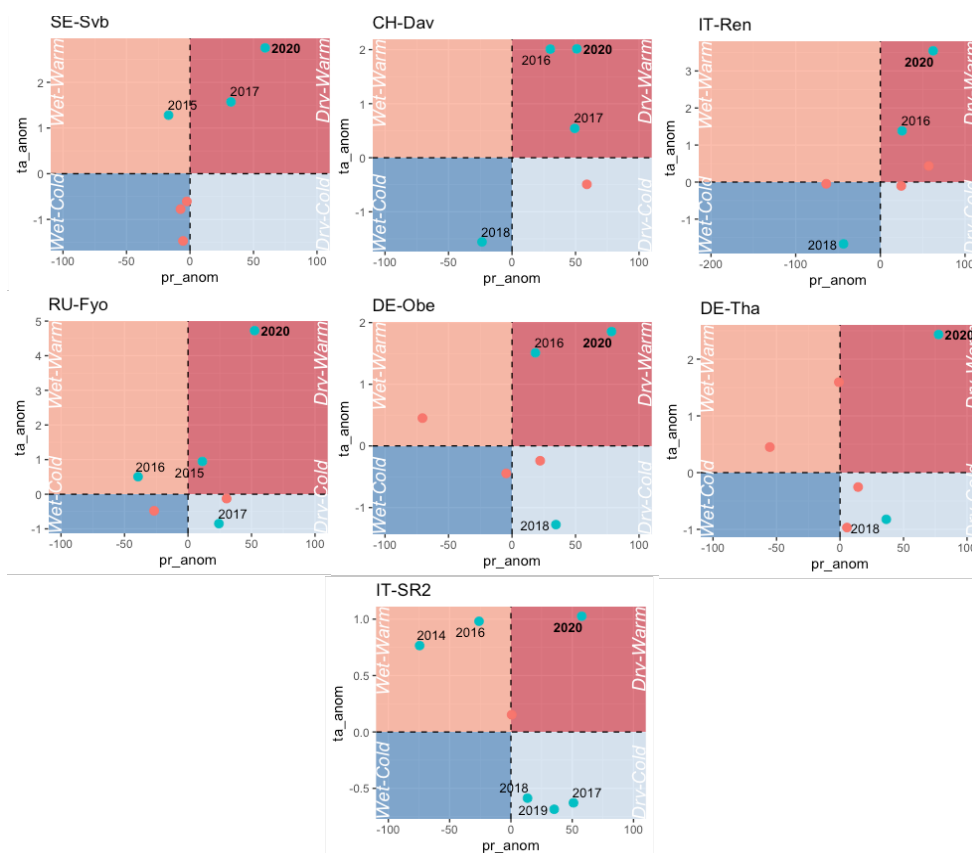 SE-Svb
Wet-Warm
Dry-Warm
Wet-Cold
Dry-Cold
2020
2015
2017
2
1
0
-1
-100
-50
0
50
100
ta_anom
pr_anom
CH-Dav
Wet-Warm
Dry-Warm
Wet-Cold
Dry-Cold
2016
2020
2017
2018
2
1
0
-1
-100
-50
0
50
100
ta_anom
pr_anom
IT-Ren
Wet-Warm
Dry-Warm
Wet-Cold
Dry-Cold
2020
2016
2018
3
2
1
0
-1
-200
-100
0
100
ta_anom
pr_anom
RU-Fyo
Wet-Warm
Dry-Warm
Wet-Cold
Dry-Cold
2020
2016
2015
2017
5
4
3
2
1
0
-1
-100
-50
0
50
100
ta_anom
pr_anom
DE-Obe
Wet-Warm
Dry-Warm
Wet-Cold
Dry-Cold
2016
2020
2018
2
1
0
-1
-100
-50
0
50
100
ta_anom
pr_anom
DE-Tha
Wet-Warm
Dry-Warm
Wet-Cold
Dry-Cold
2020
2018
2
1
0
-1
-100
-50
0
50
100
ta_anom
pr_anom
IT-SR2
Wet-Warm
Dry-Warm
Wet-Cold
Dry-Cold
2014
2016
2020
2018
2019
2017
1.0
0.5
0.0
-0.5
-100
-50
0
50
100
ta_anom
pr_anom